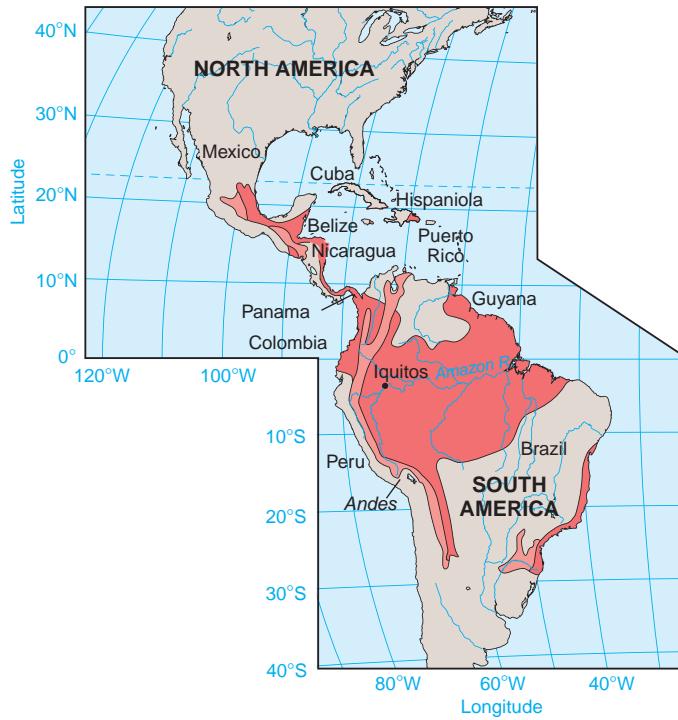 40°N
NORTH AMERICA
30°N
Mexico
Latitude
Cuba
20°N
Hispaniola
Belize
Puerto
Rico
Nicaragua
10°N
Panama
Guyana
Colombia
0°
120°W
100°W
Iquitos
Amazon R.
10°S
Peru
Brazil
Andes
SOUTH
AMERICA
20°S
30°S
40°S
80°W
60°W
40°W
Longitude